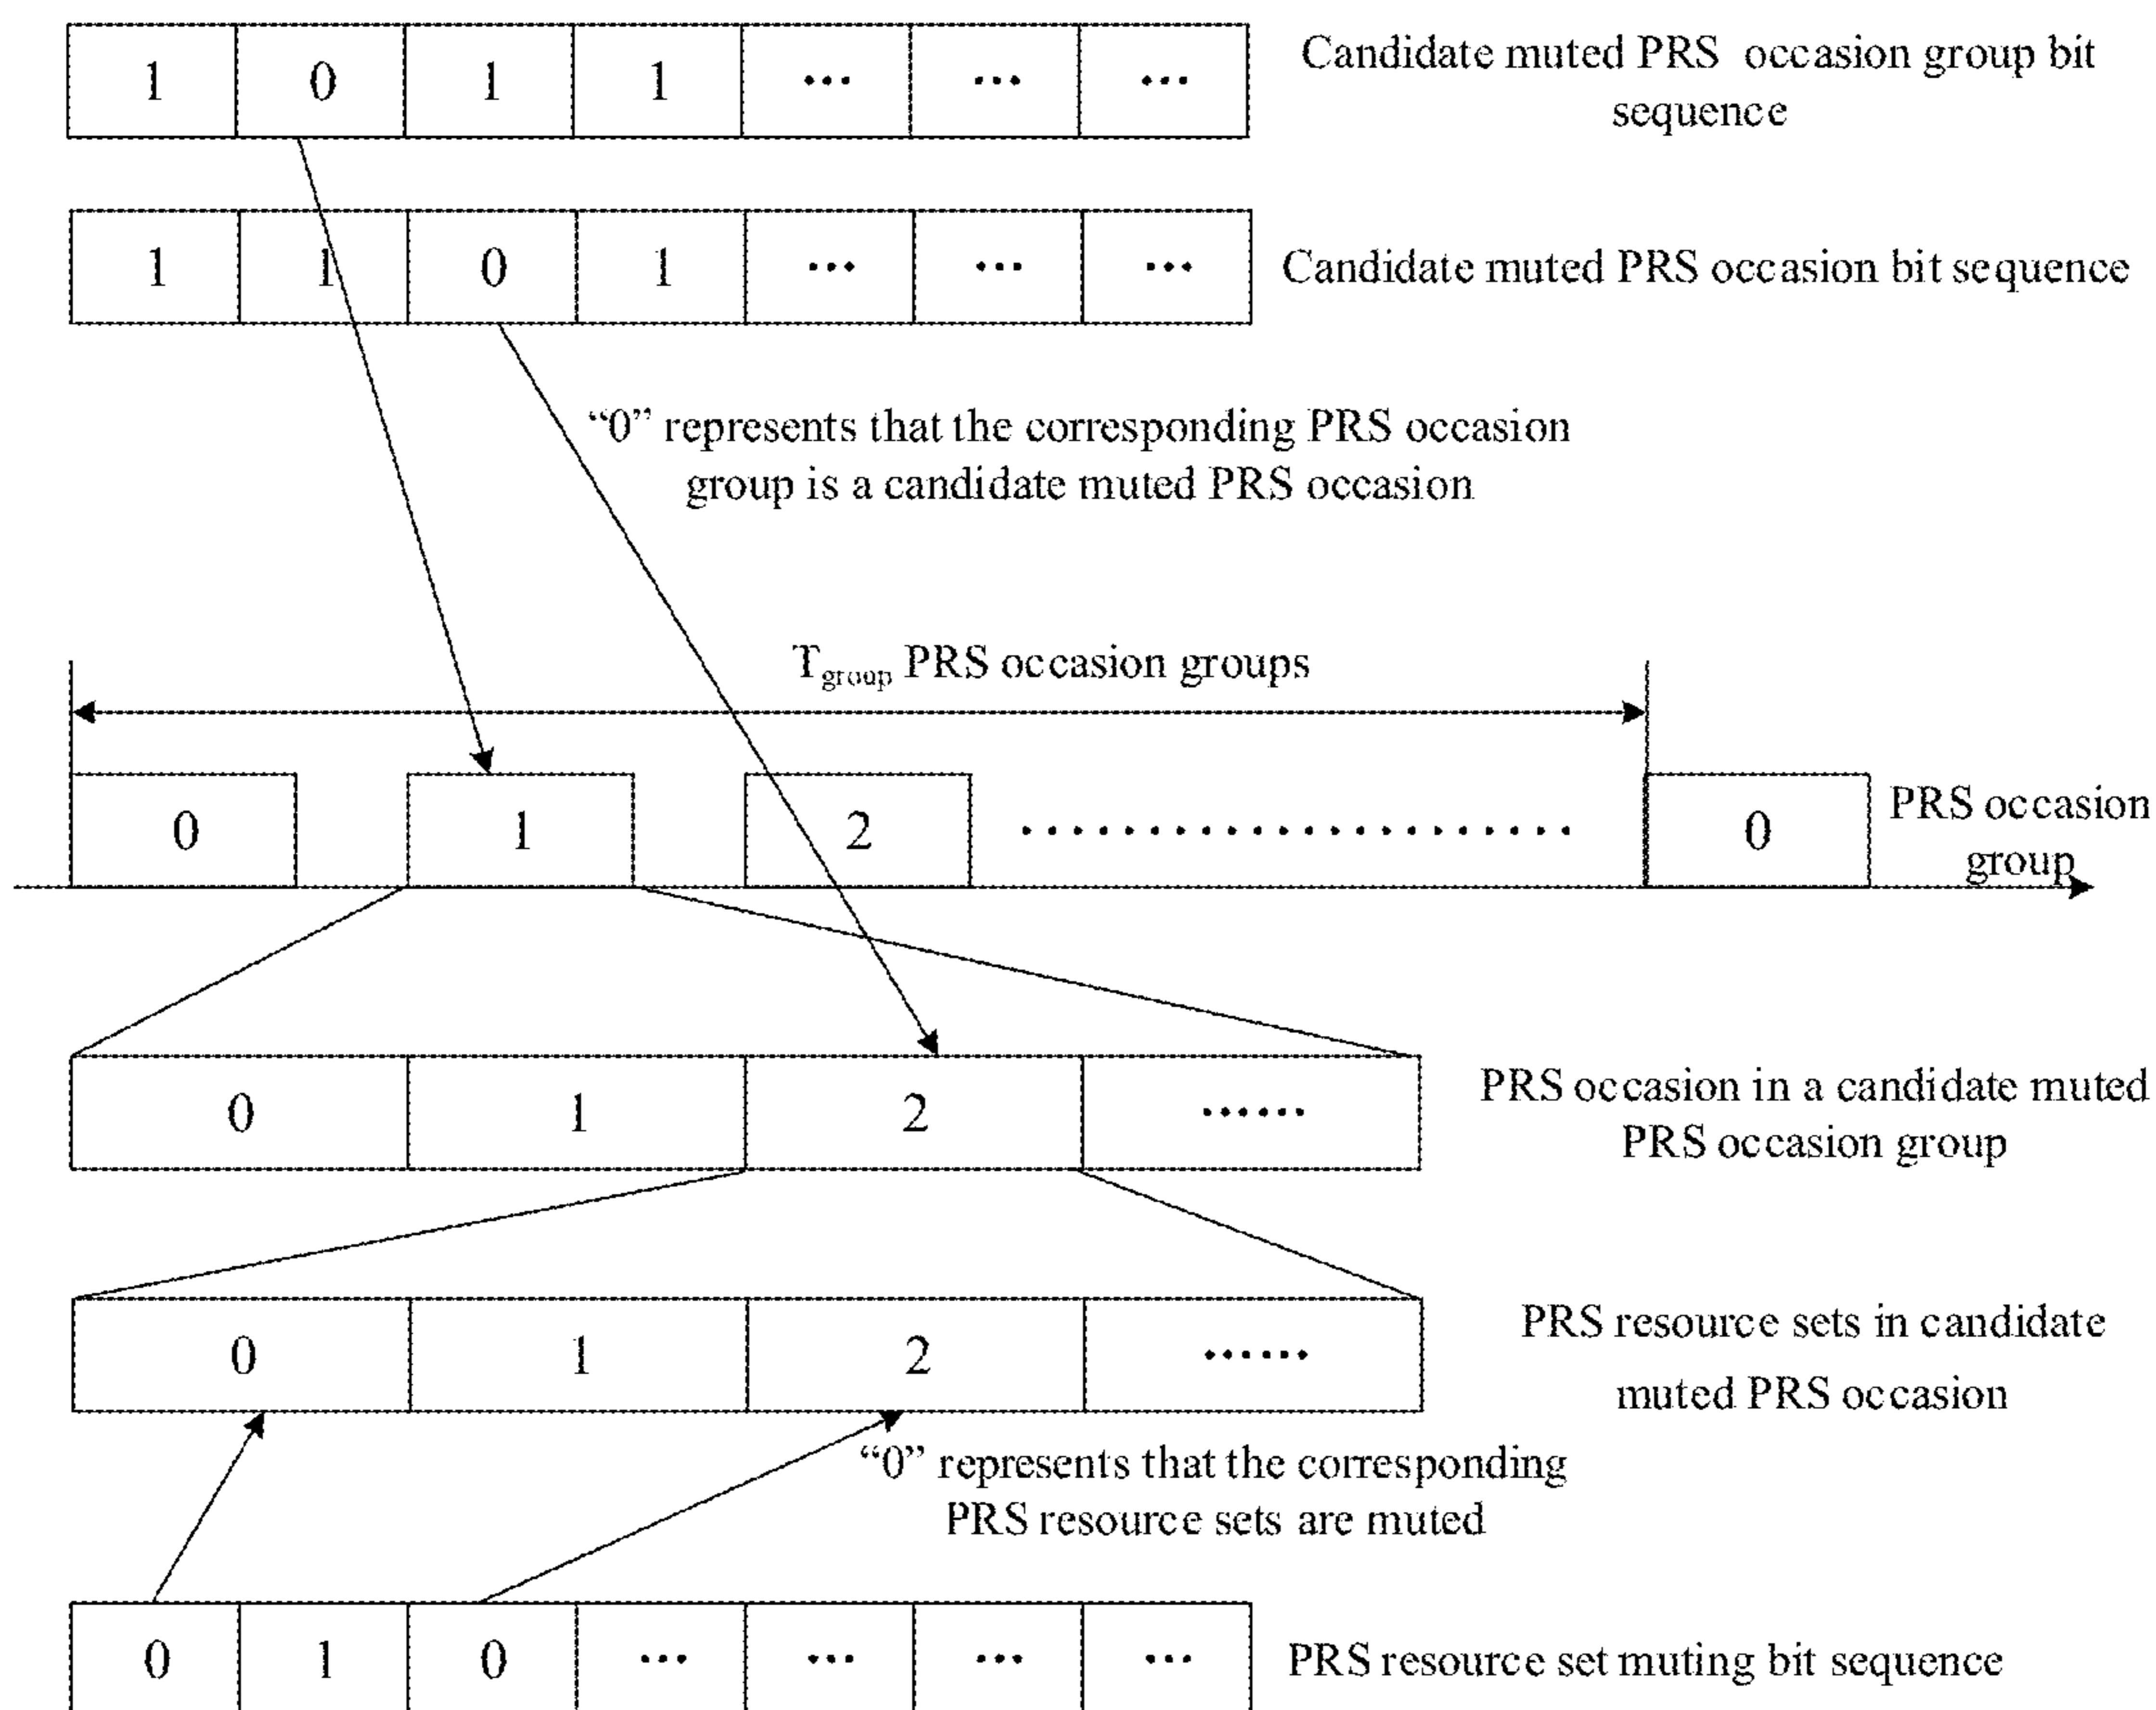 1 0 1 1 ... ... ...
Candidate muted PRS occasion group bit
sequence
1 1 0 1 ... ... ...
Candidate muted PRS occasion bit sequence
“0” represents that the corresponding PRS occasion
group is a candidate muted PRS occasion
Tgroup PRS occasion groups
0 1 2 ...................... 0
PRS occasion
group
0 1 2 ......
PRS occasion in a candidate muted
PRS occasion group
0 1 2 ......
PRS resource sets in candidate
muted PRS occasion
“0” represents that the corresponding
PRS resource sets are muted
0 1 0 ... ... ... ...
PRS resource set muting bit sequence